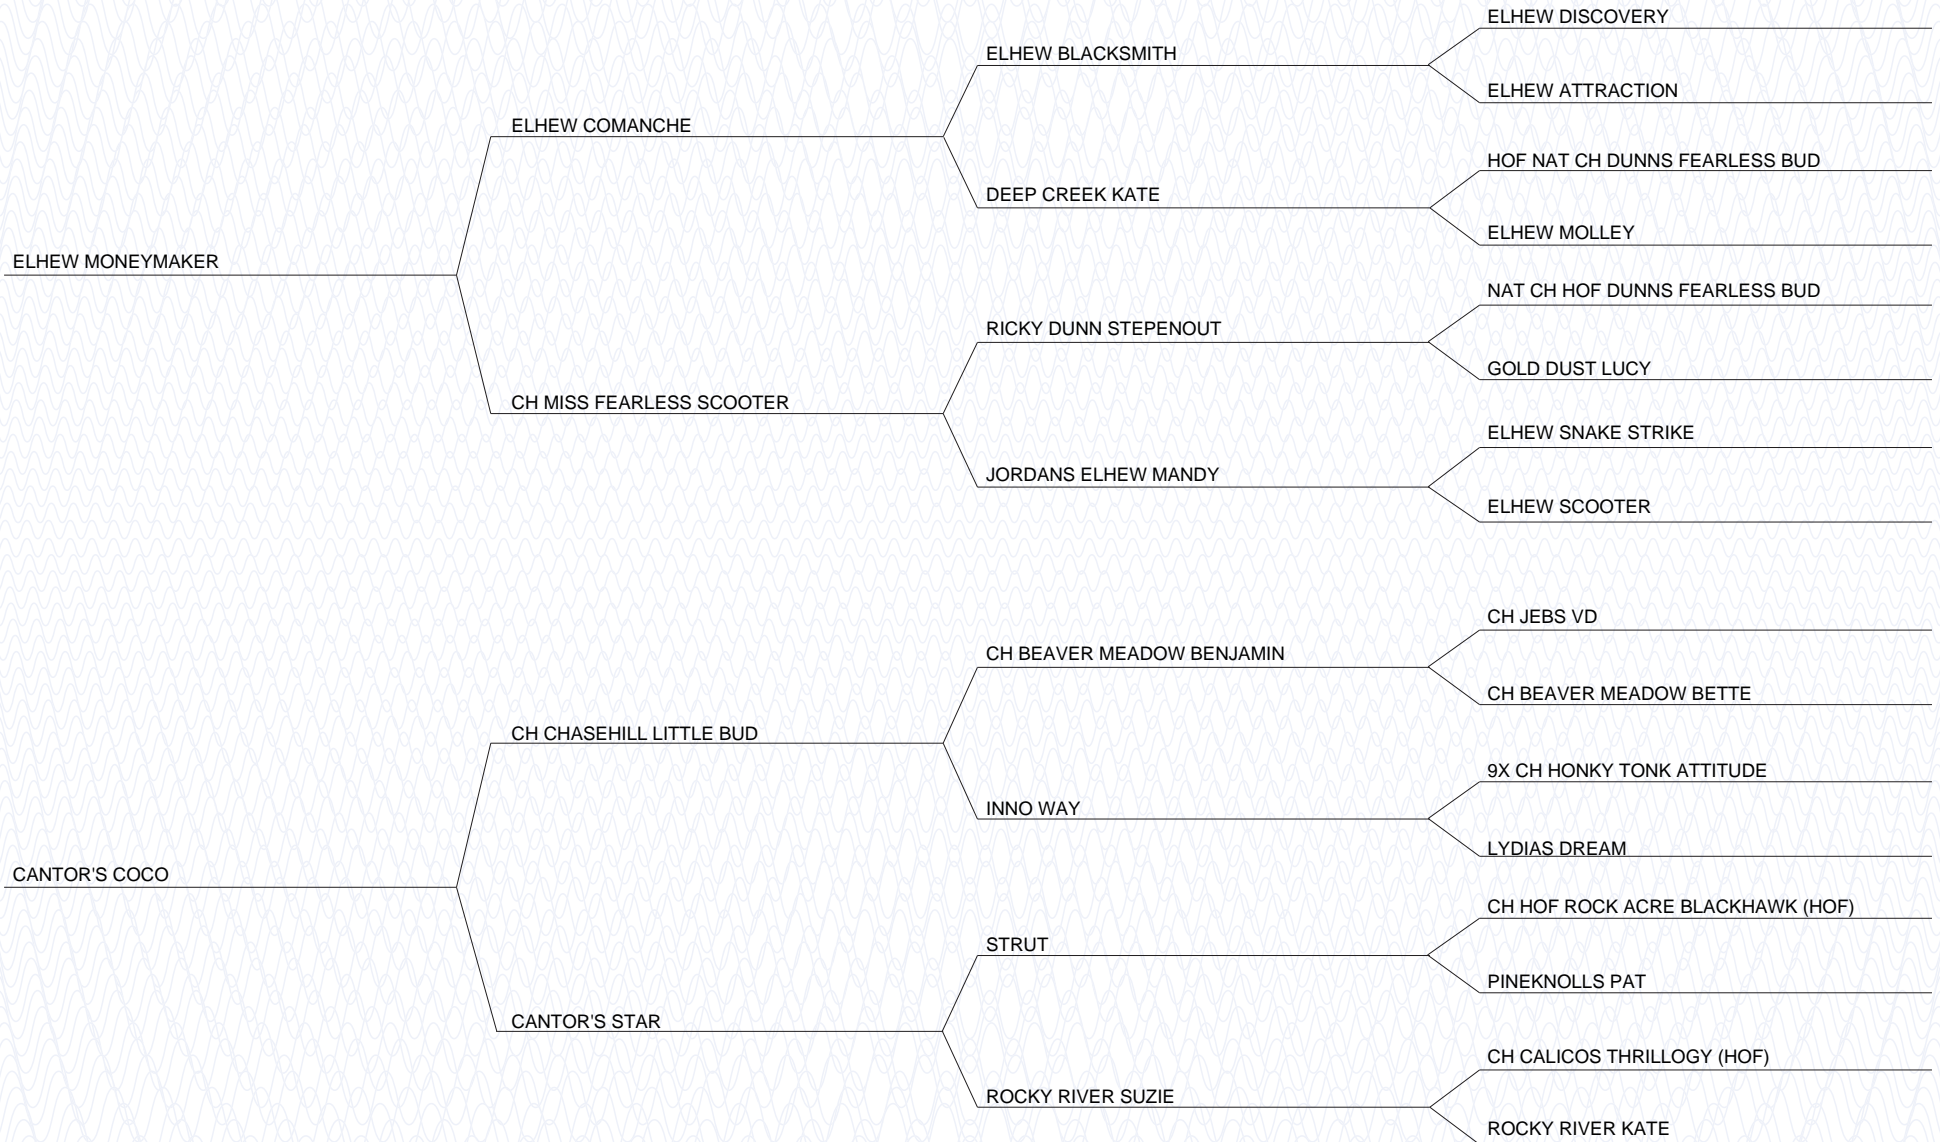 ELHEW DISCOVERY
ELHEW BLACKSMITH
ELHEW ATTRACTION
ELHEW COMANCHE
HOF NAT CH DUNNS FEARLESS BUD
DEEP CREEK KATE
ELHEW MOLLEY
ELHEW MONEYMAKER
NAT CH HOF DUNNS FEARLESS BUD
RICKY DUNN STEPENOUT
GOLD DUST LUCY
CH MISS FEARLESS SCOOTER
ELHEW SNAKE STRIKE
JORDANS ELHEW MANDY
ELHEW SCOOTER
CH JEBS VD
CH BEAVER MEADOW BENJAMIN
CH BEAVER MEADOW BETTE
CH CHASEHILL LITTLE BUD
9X CH HONKY TONK ATTITUDE
INNO WAY
LYDIAS DREAM
CANTOR'S COCO
CH HOF ROCK ACRE BLACKHAWK (HOF)
STRUT
PINEKNOLLS PAT
CANTOR'S STAR
CH CALICOS THRILLOGY (HOF)
ROCKY RIVER SUZIE
ROCKY RIVER KATE